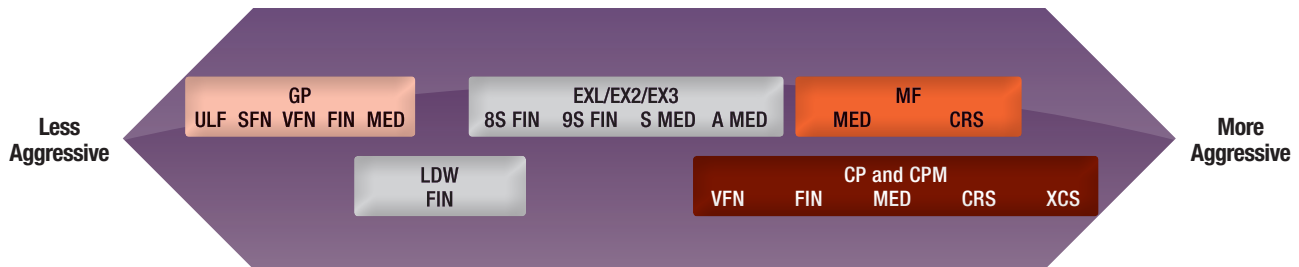 Less
Aggressive
GP
ULF SFN VFN FIN MED
EXL/EX2/EX3
8S FIN 9S FIN S MED A MED
MF
MED CRS
LDW
FIN
CP and CPM
VFN FIN MED CRS XCS
More
Aggressive